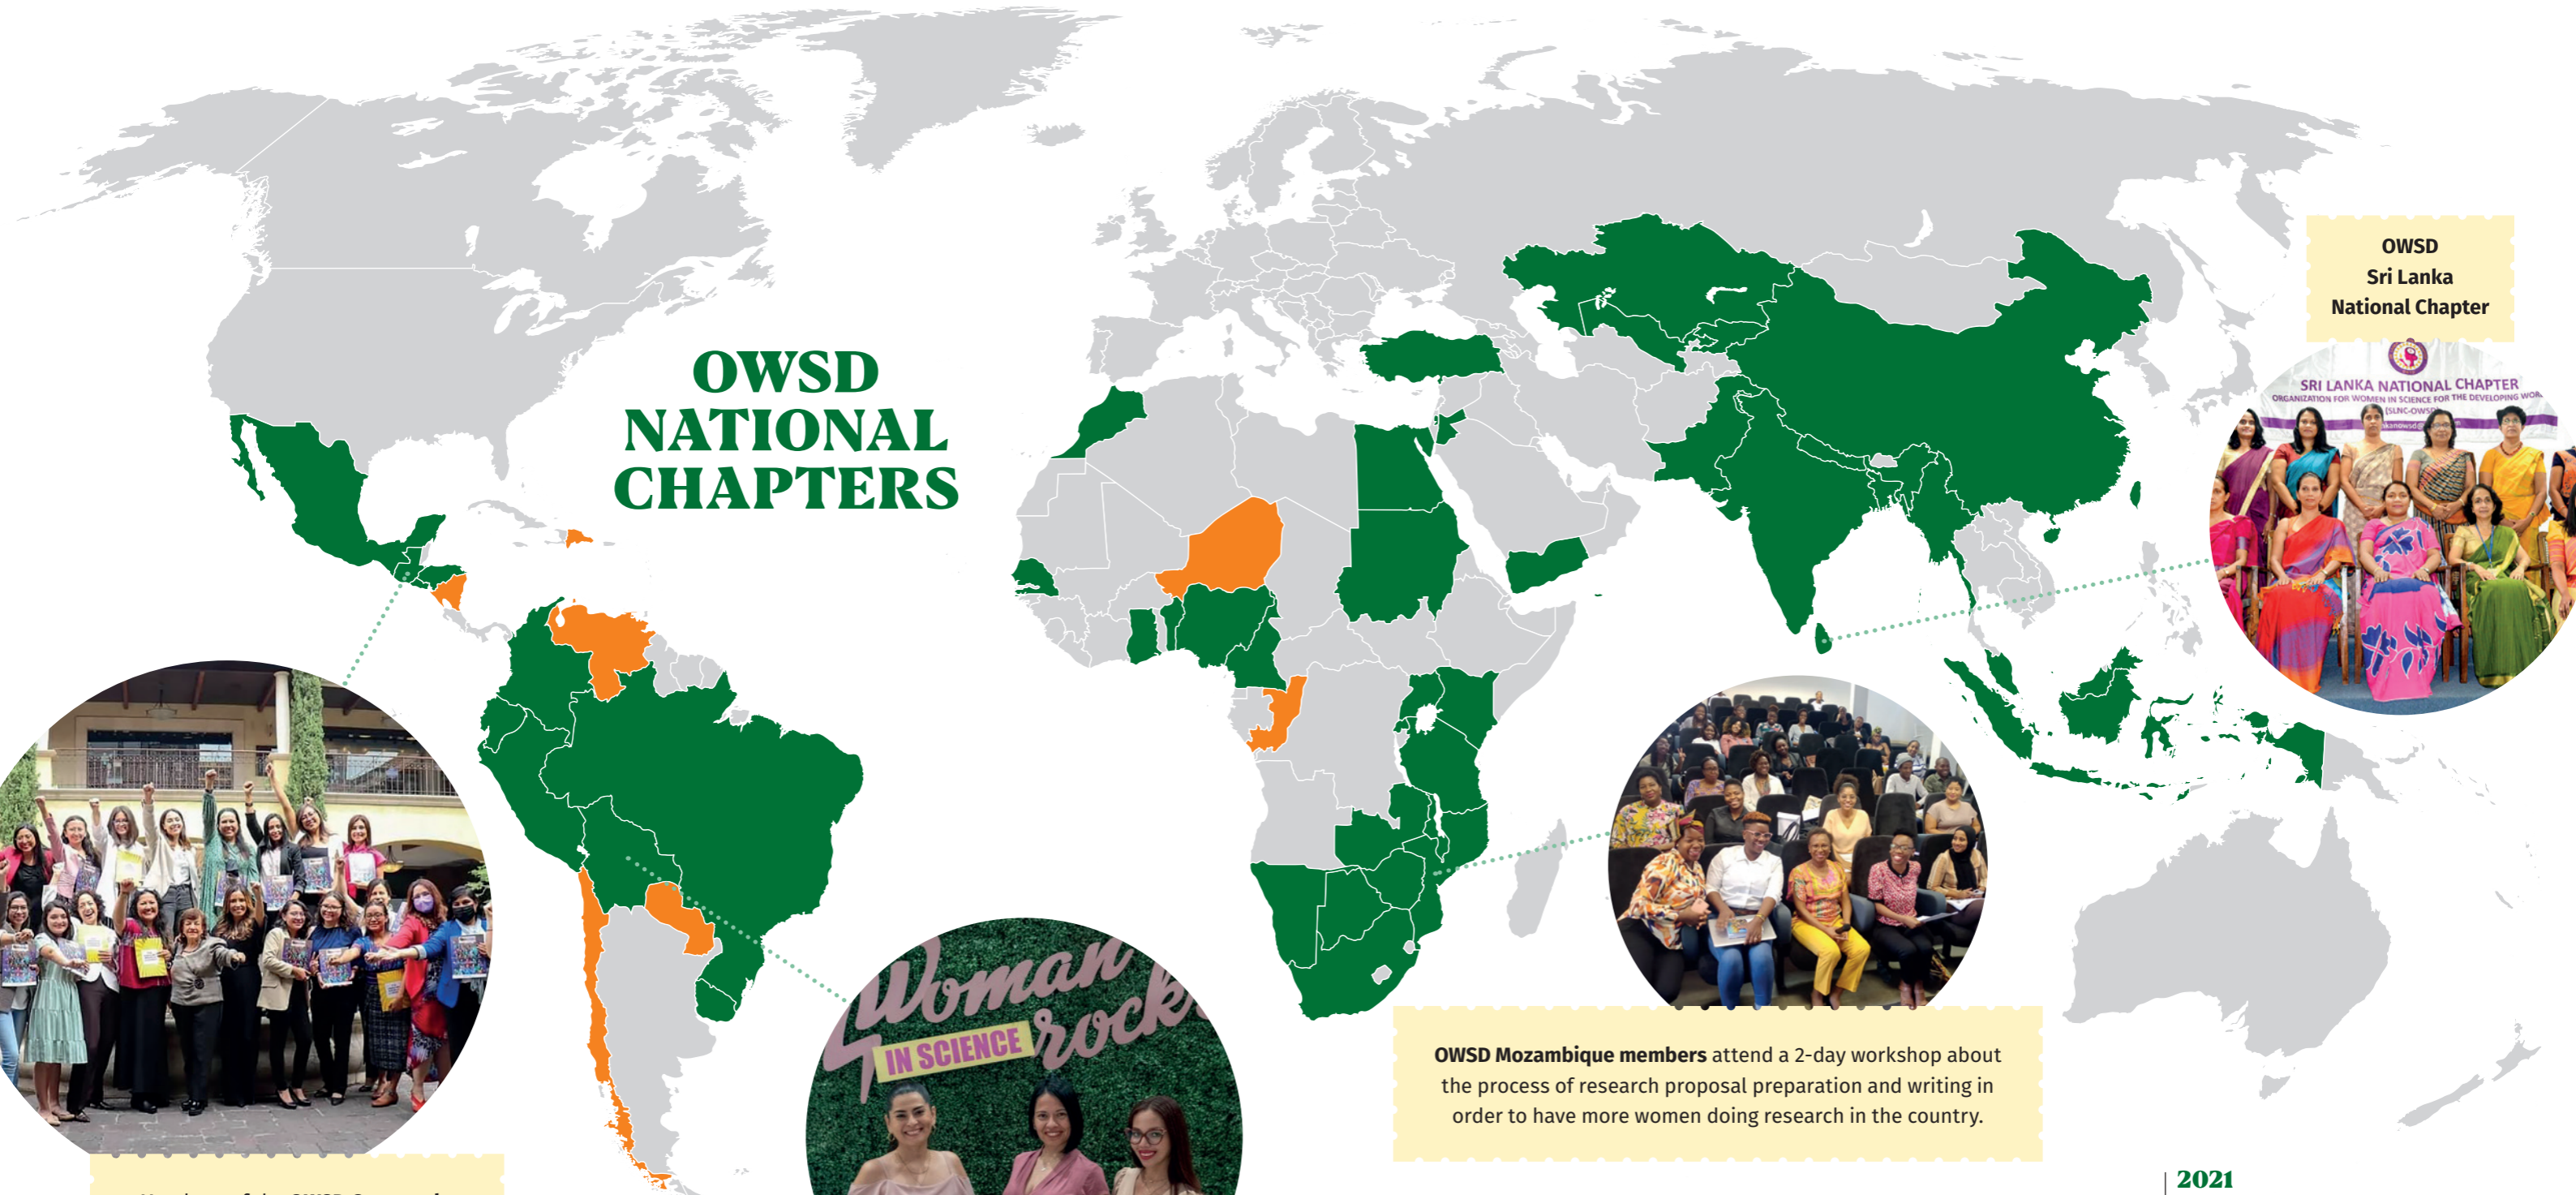 OWSD
NATIONAL
CHAPTERS
OWSD
Sri Lanka
National Chapter
SRI LANKA NATIONAL CHAPTER
ORGANIZATION FOR WOMEN IN SCIENCE FOR THE DEVELOPING
(SLNC-OWSD)
Woman
IN SCIENCE
rock
OWSD Mozambique members attend a 2-day workshop about
the process of research proposal preparation and writing in
order to have more women doing research in the country.
2021